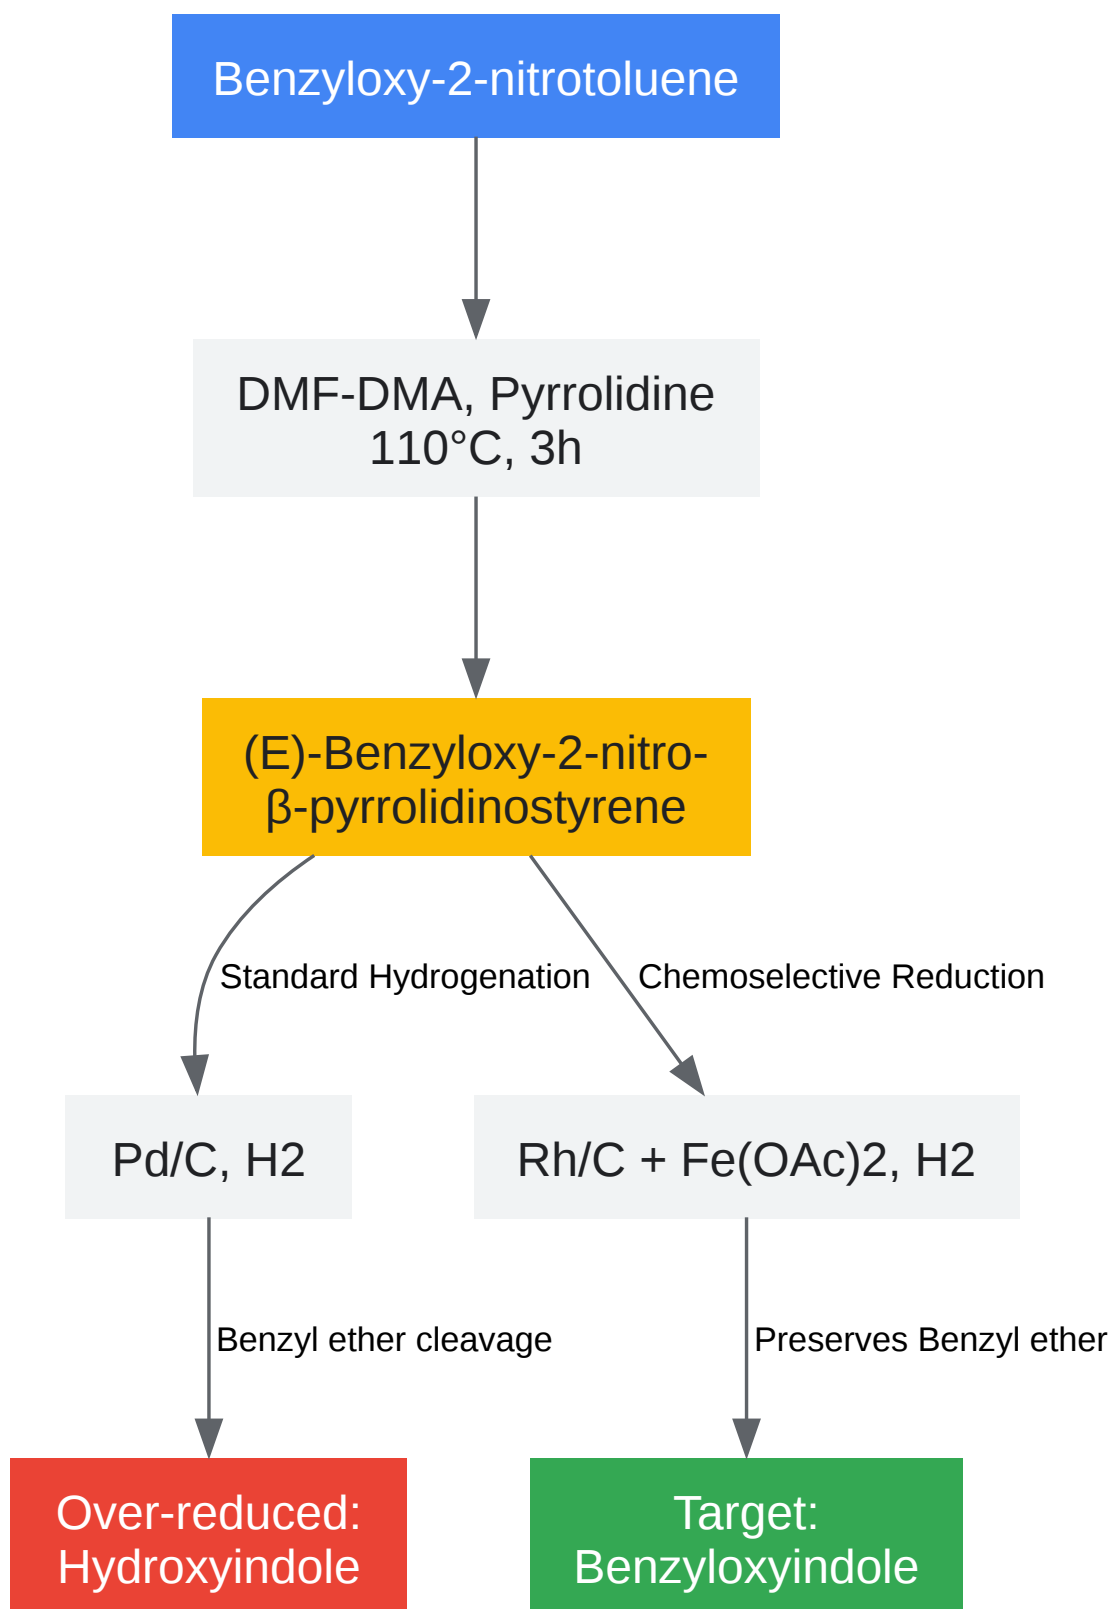 Benzyloxy-2-nitrotoluene
DMF-DMA, Pyrrolidine
110°C, 3h
(E)-Benzyloxy-2-nitro-
β-pyrrolidinostyrene
Standard Hydrogenation
Chemoselective Reduction
Pd/C, H2
Rh/C + Fe(OAc)2, H2
Benzyl ether cleavage
Preserves Benzyl ether
Over-reduced:
Hydroxyindole
Target:
Benzyloxyindole